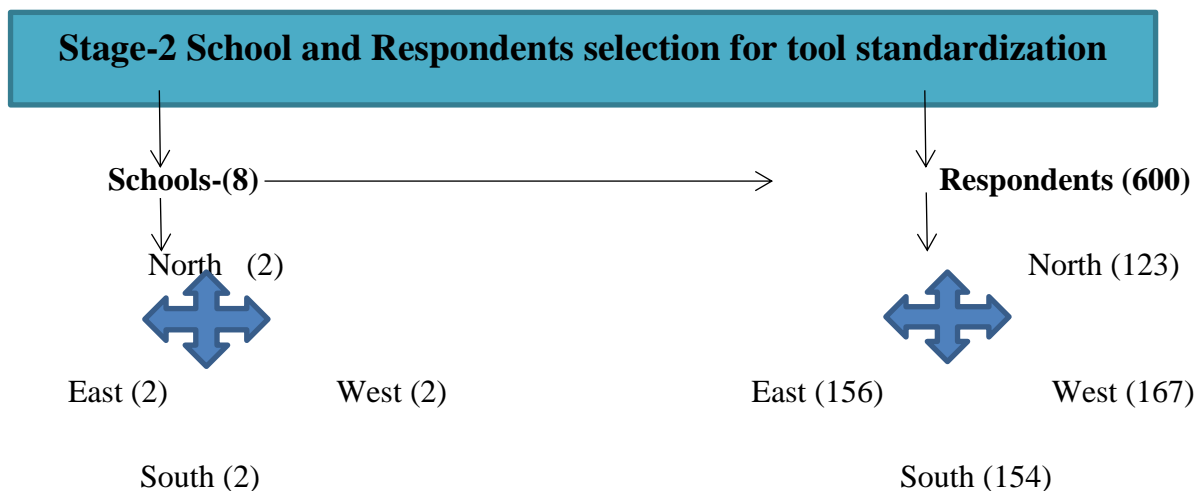 Stage-2 School and Respondents selection for tool standardization
Schools-(8) Respondents (600)
North (2) North (123)
East (2) West (2) East (156) West (167)
South (2) South (154)